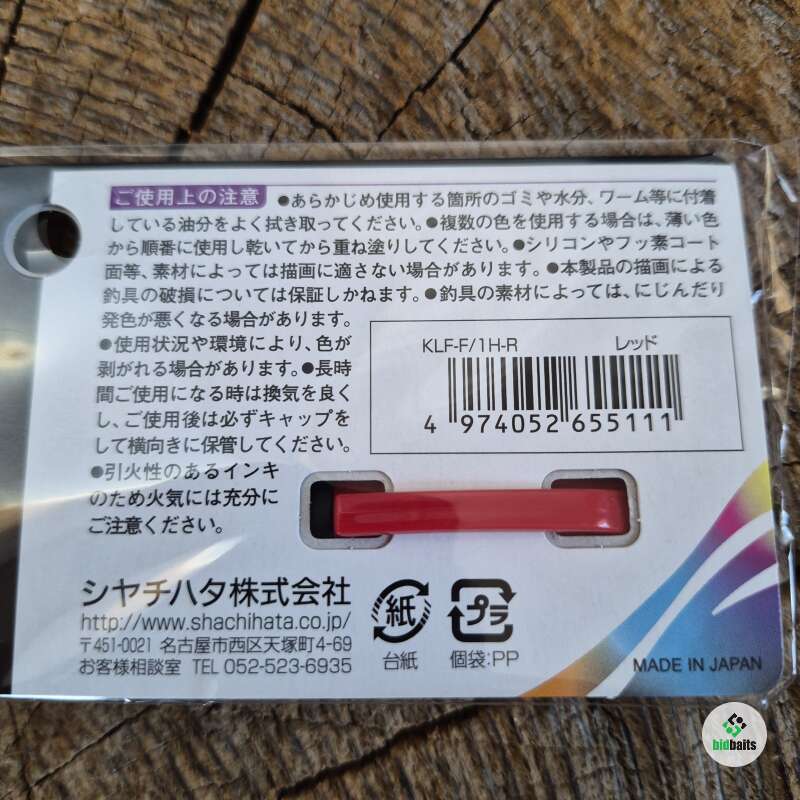 ご使用上の注意 ●あらかじめ使用する箇所のゴミや水分、ワーム等に付着
している油分をよく拭き取ってください。●複数の色を使用する場合は、薄い色
から順番に使用し乾いてから重ね塗りしてください。●シリコンやフッ素コート
面等、素材によっては描画に適さない場合があります。●本製品の描画による
釣具の破損については保証しかねます。●釣具の素材によっては、にじんだり
発色が悪くなる場合があります。
●使用状況や環境により、色が
剥がれる場合があります。●長時
間ご使用になる時は換気を良く
し、ご使用後は必ずキャップを
して横向きに保管してください。
●引火性のあるインキ
のため火気には充分に
ご注意ください。
KLF-F/1H-R レッド
4 974052 655111
シヤチハタ株式会社
http://www.shachihata.co.jp/
〒451-0021 名古屋市西区天塚町4-69
お客様相談室 TEL 052-523-6935
紙
台紙
プラ
個袋:PP
MADE IN JAPAN
bidbaits